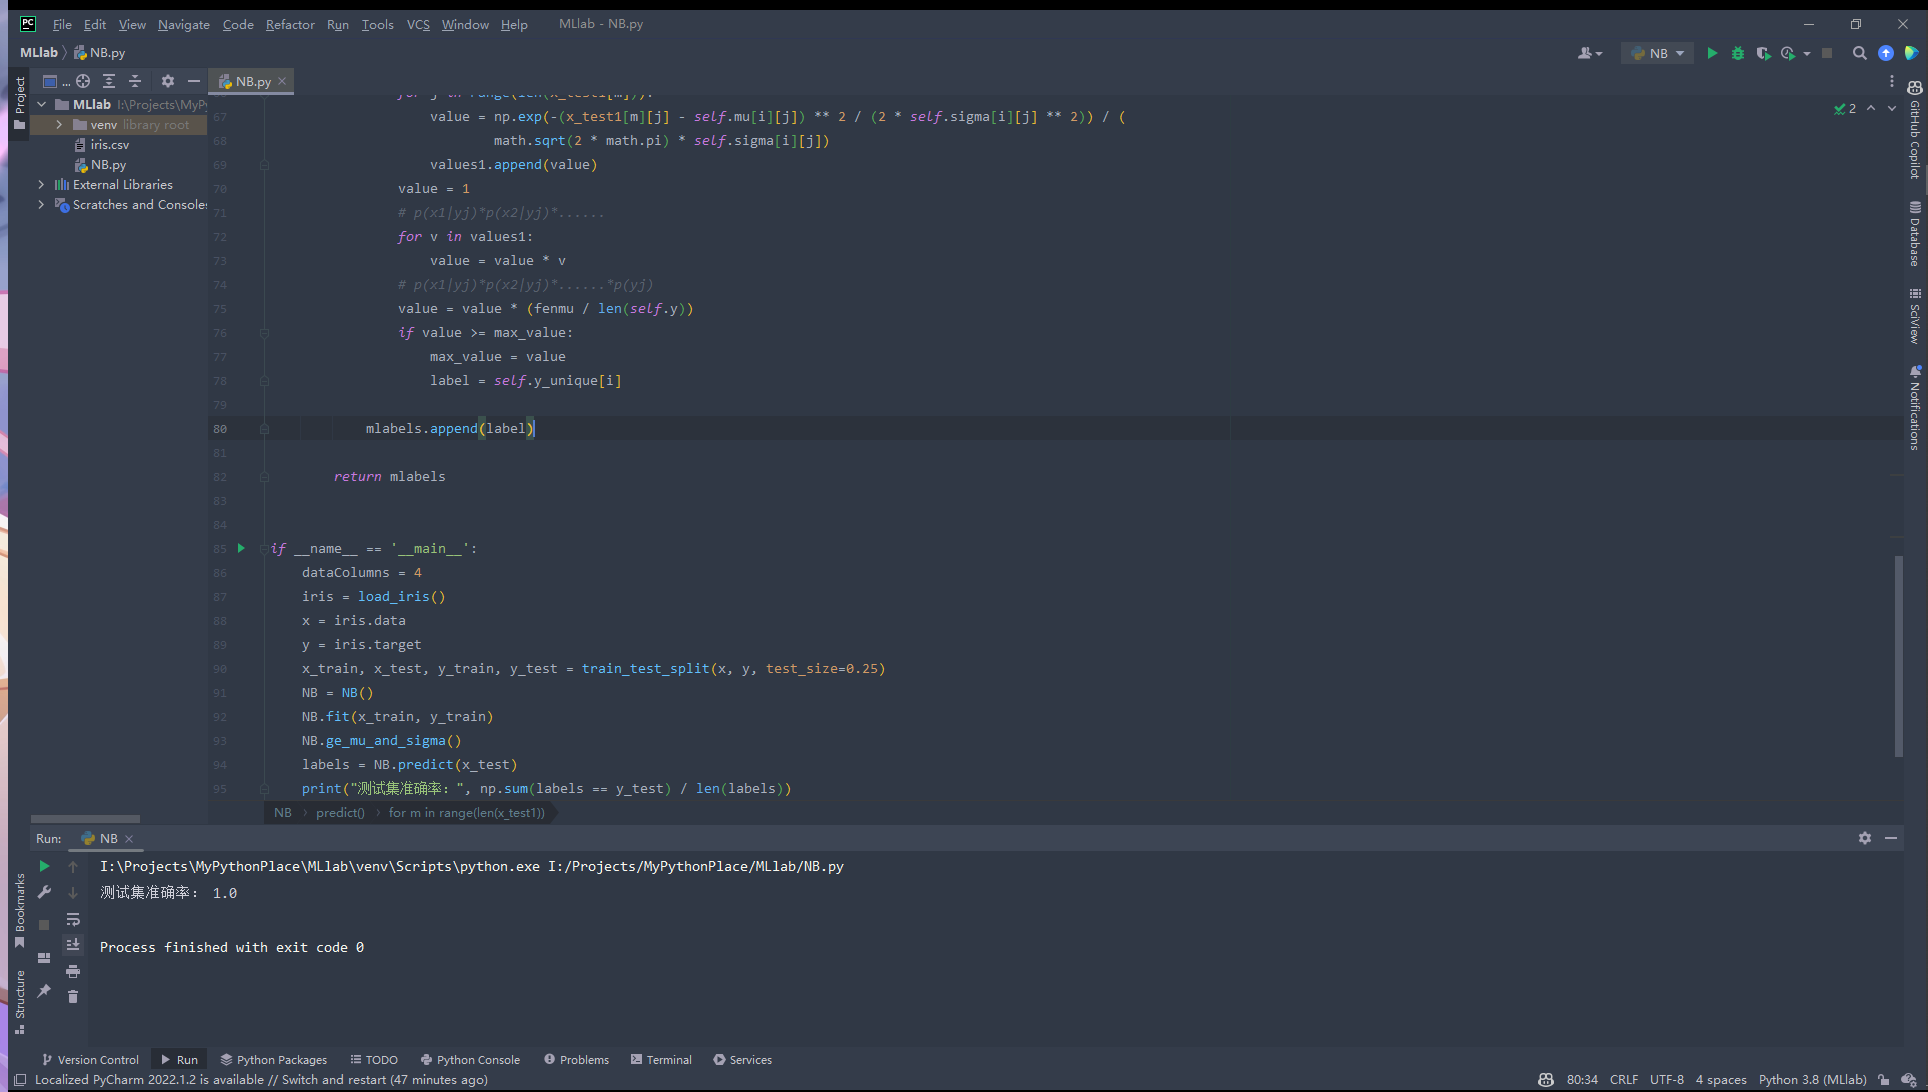 File Edit View Navigate Code Refactor Run Tools VCS Window Help MLlab - NB.py
MLlab NB.py
NB
Project
... NB.py
MLlab I:\Projects\MyPy
venv library root
iris.csv
NB.py
External Libraries
Scratches and Consoles
2
67 value = np.exp(-(x_test1[m][j] - self.mu[i][j]) ** 2 / (2 * self.sigma[i][j] ** 2)) / (
68 math.sqrt(2 * math.pi) * self.sigma[i][j])
69 values1.append(value)
70 value = 1
71 # p(x1|yj)*p(x2|yj)*......
72 for v in values1:
73 value = value * v
74 # p(x1|yj)*p(x2|yj)*......*p(yj)
75 value = value * (fenmu / len(self.y))
76 if value >= max_value:
77 max_value = value
78 label = self.y_unique[i]
79
80 mlabels.append(label)
81
82 return mlabels
83
84
85 if __name__ == '__main__':
86 dataColumns = 4
87 iris = load_iris()
88 x = iris.data
89 y = iris.target
90 x_train, x_test, y_train, y_test = train_test_split(x, y, test_size=0.25)
91 NB = NB()
92 NB.fit(x_train, y_train)
93 NB.ge_mu_and_sigma()
94 labels = NB.predict(x_test)
95 print("测试集准确率：", np.sum(labels == y_test) / len(labels))
NB predict() for m in range(len(x_test1))
GitHub Copilot
Database
SciView
Notifications
Run: NB
I:\Projects\MyPythonPlace\MLlab\venv\Scripts\python.exe I:/Projects/MyPythonPlace/MLlab/NB.py
测试集准确率： 1.0
Process finished with exit code 0
Bookmarks
Structure
Version Control Run Python Packages TODO Python Console Problems Terminal Services
Localized PyCharm 2022.1.2 is available // Switch and restart (47 minutes ago) 80:34 CRLF UTF-8 4 spaces Python 3.8 (MLlab)